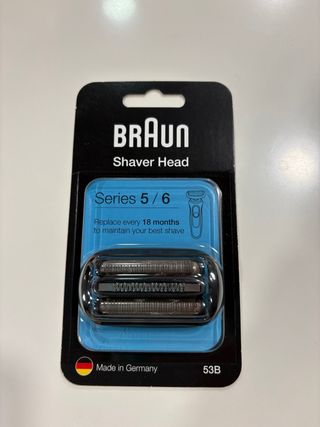 BRAUN
Shaver Head
Series 5 / 6
Replace every 18 months
to maintain your best shave
Made in Germany
53B